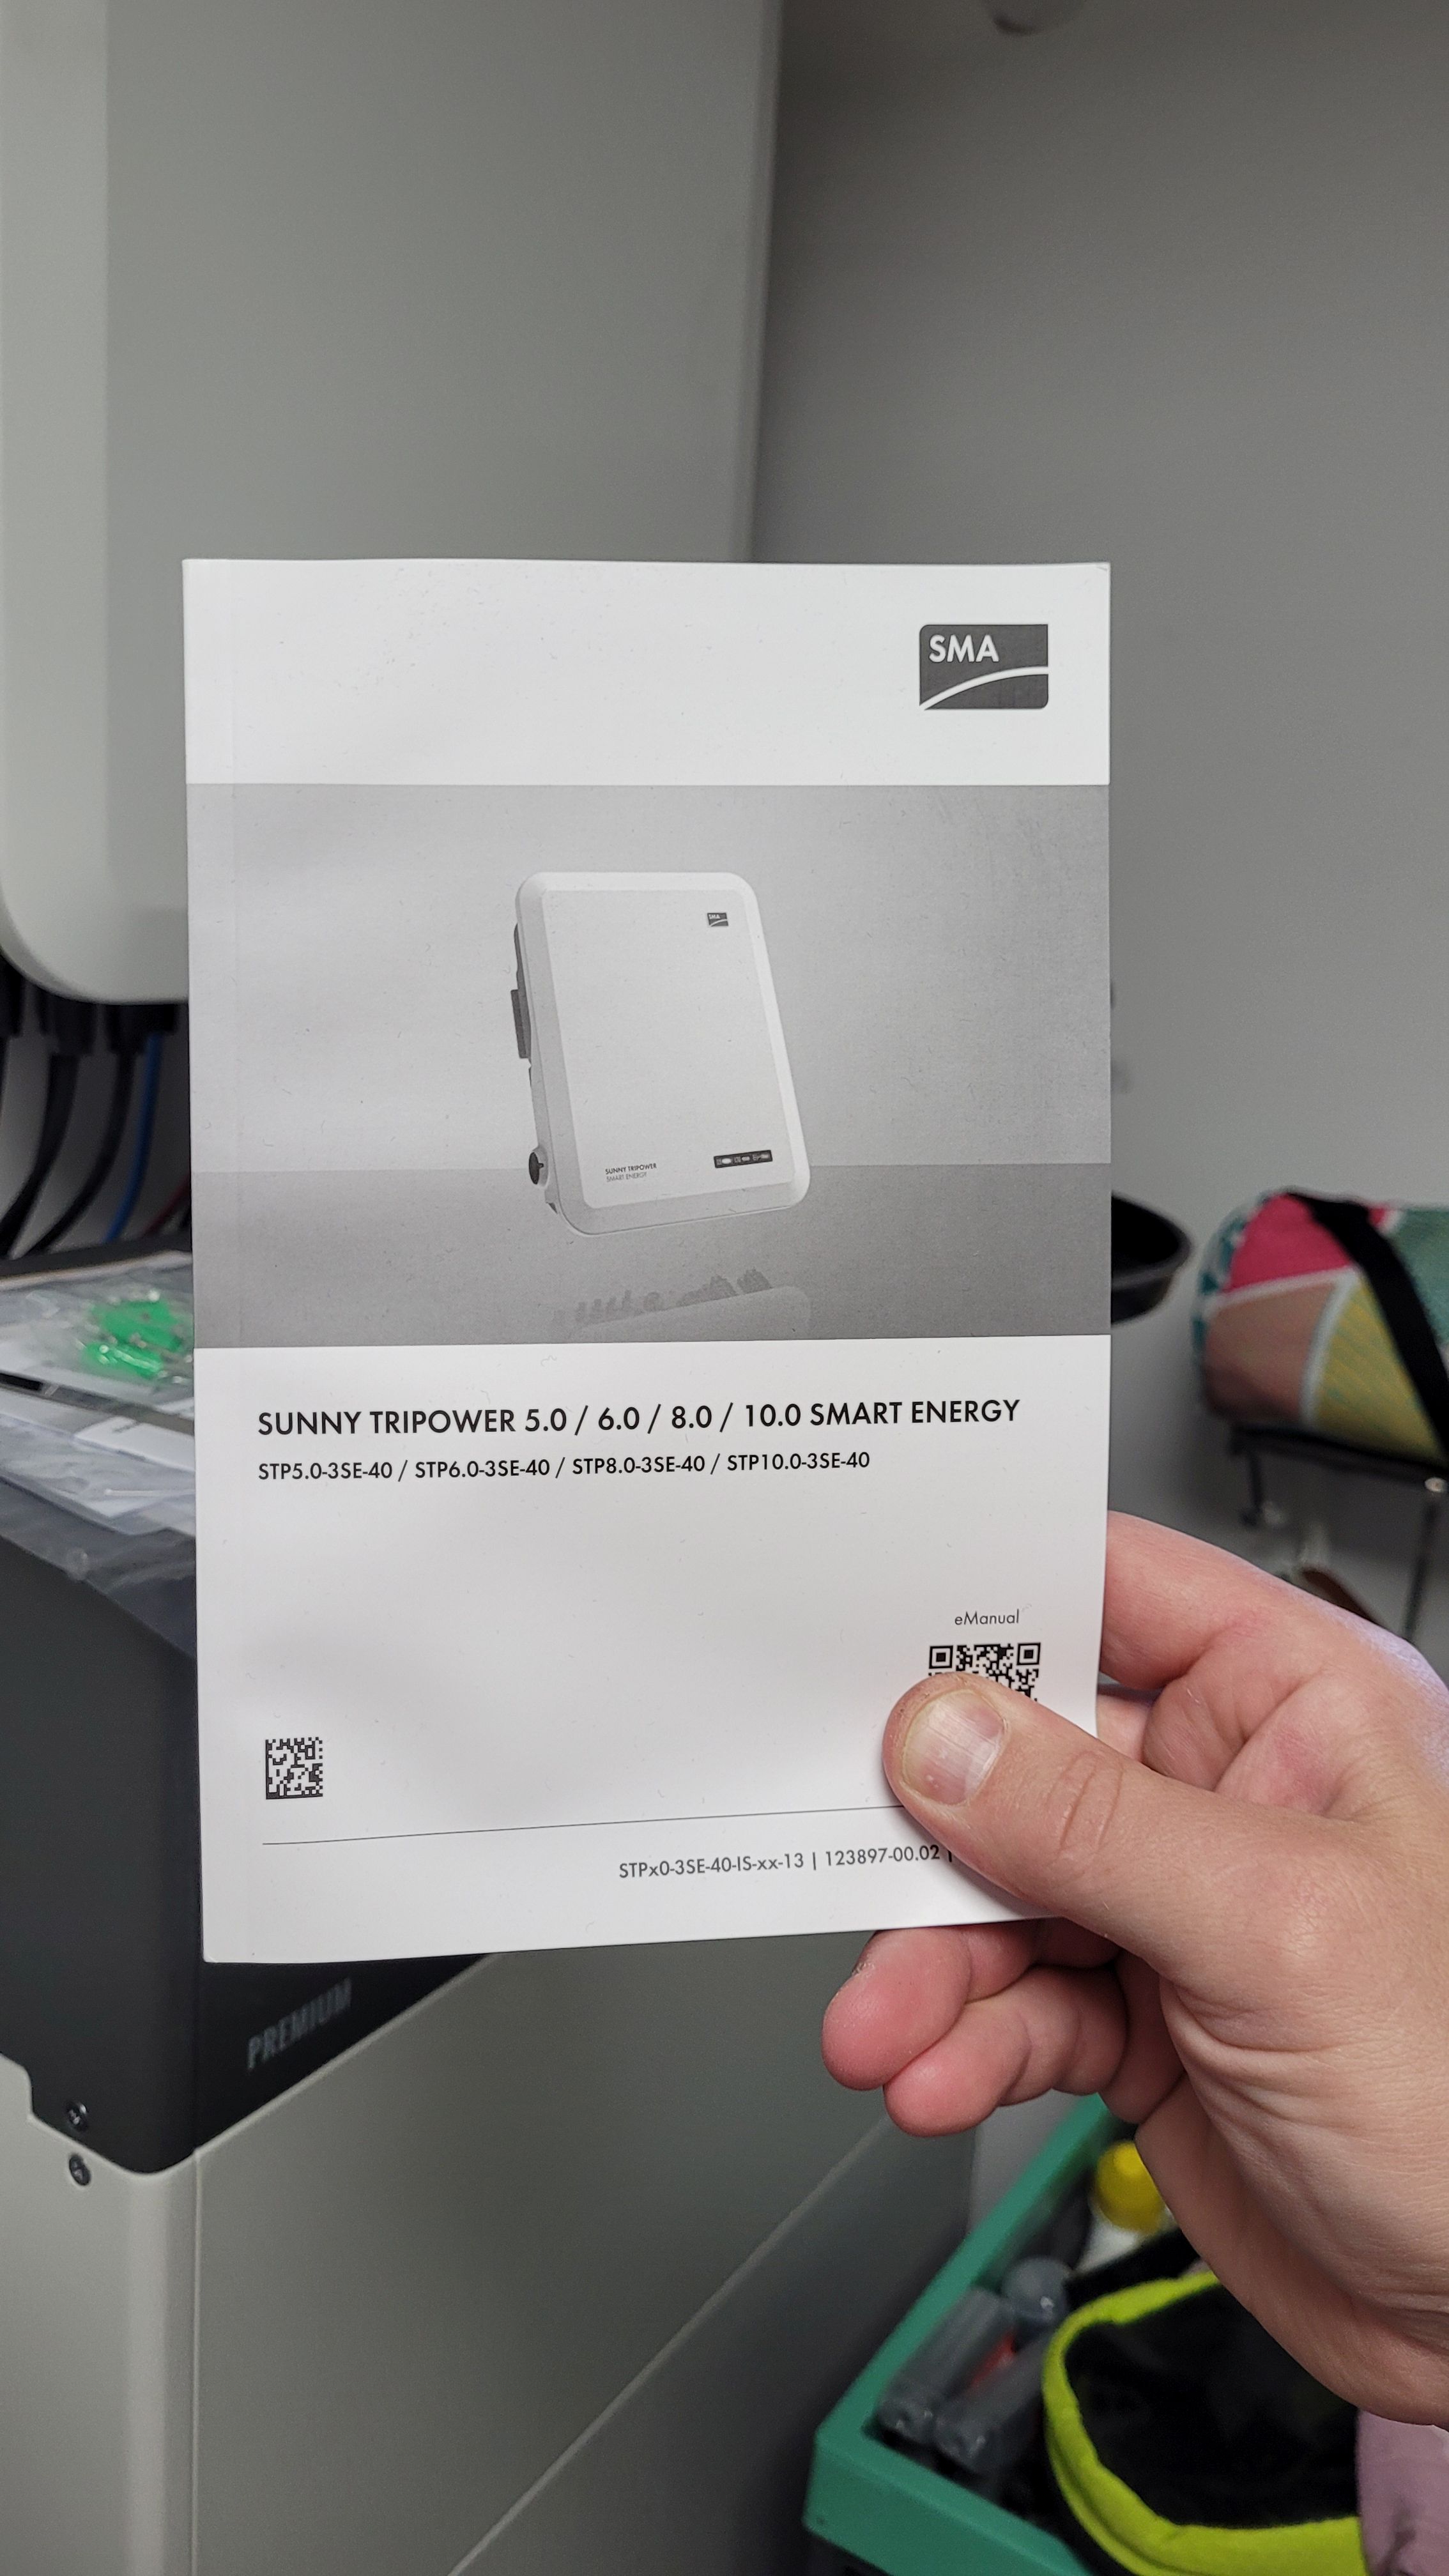 SMA
SMA
SUNNY TRIPOWER
SMART ENERGY
SUNNY TRIPOWER 5.0 / 6.0 / 8.0 / 10.0 SMART ENERGY
STP5.0-3SE-40 / STP6.0-3SE-40 / STP8.0-3SE-40 / STP10.0-3SE-40
eManual
STPx0-3SE-40-IS-xx-13 | 123897-00.02 |
PREMIUM